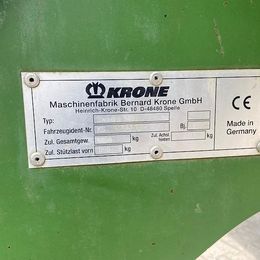 KRONE
Maschinenfabrik Bernard Krone GmbH
Heinrich-Krone-Str. 10 D-48480 Spelle
Typ:
Fahrzeugident-Nr. Bj.
Zul. Gesamtgew. kg Zul. Achsl kg
Zul. Stützlast vorn kg
CE
Made in
Germany